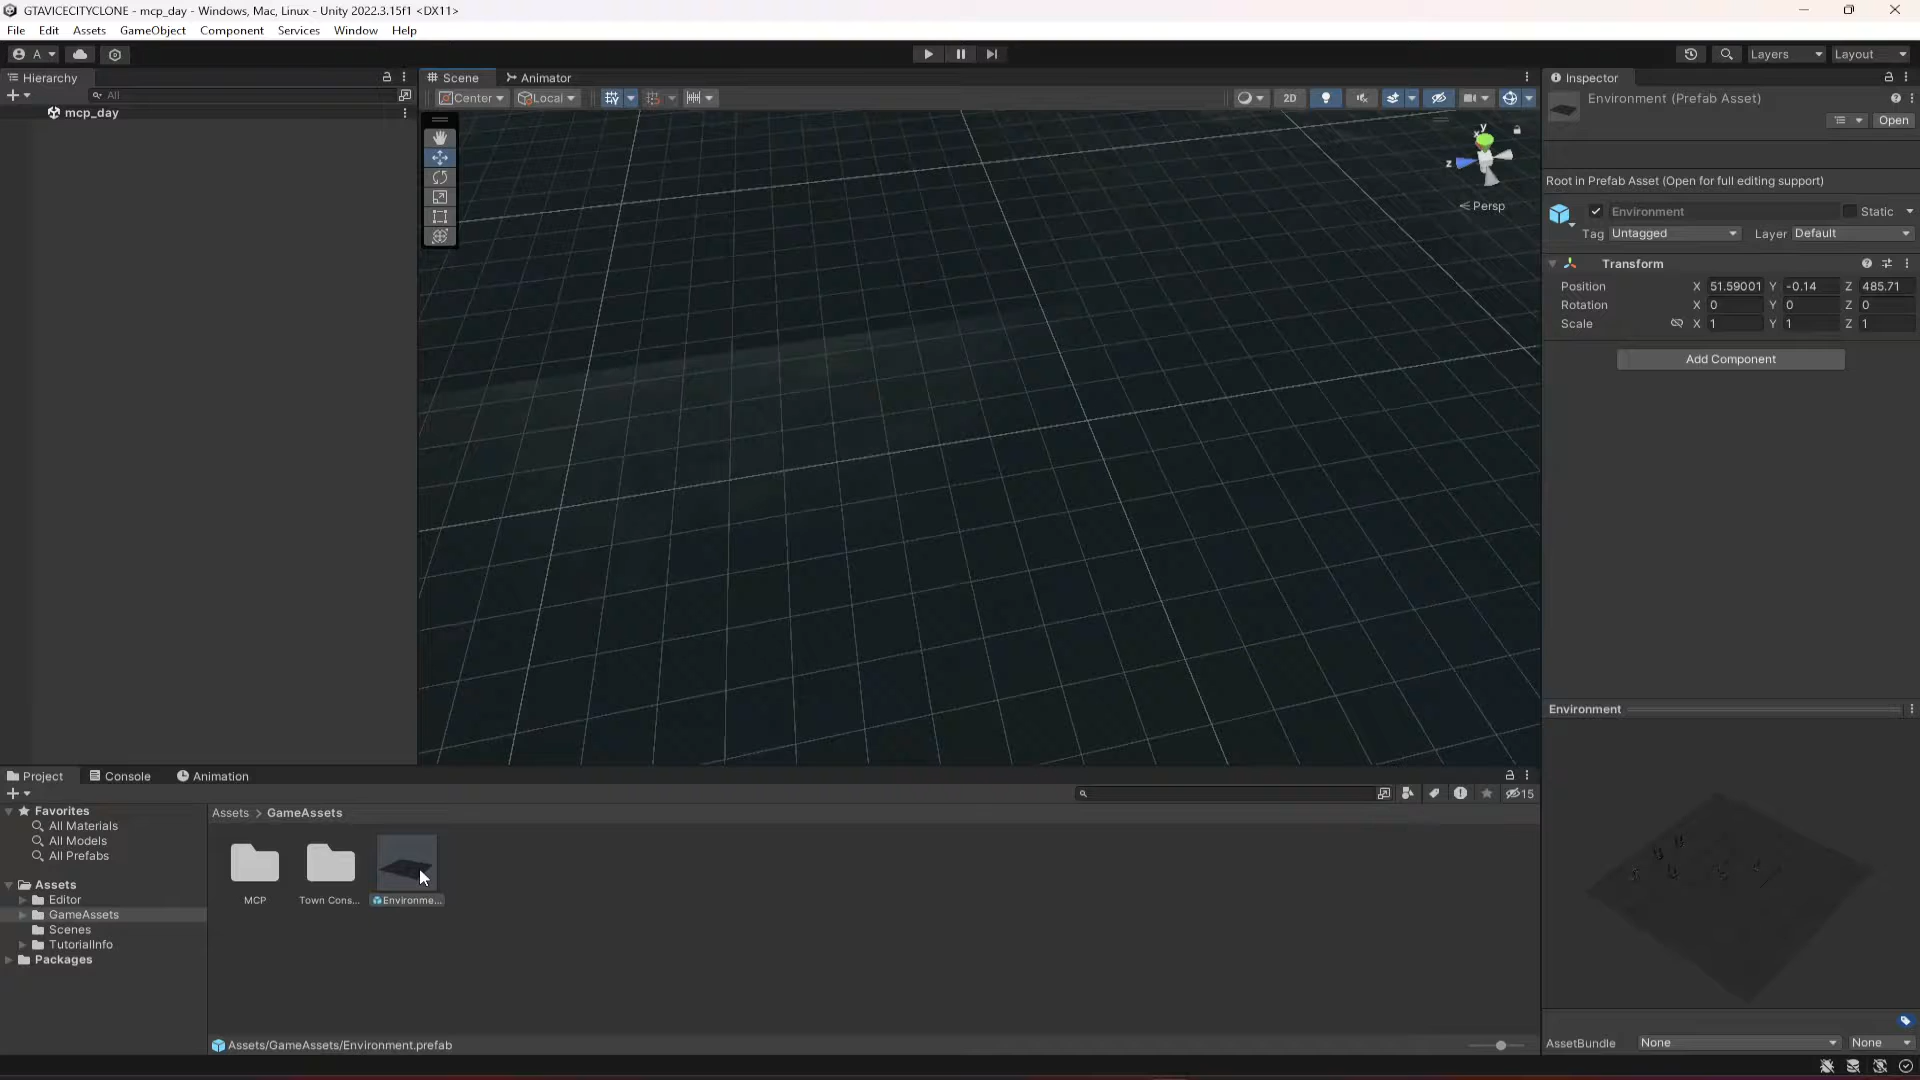 GTAVICECITYCLONE - mcp_day - Windows, Mac, Linux - Unity 2022.3.15f1 <DX11>
File Edit Assets GameObject Component Services Window Help
A
Layers Layout
Hierarchy
All
mcp_day
Scene Animator
Center Local
2D
y
x
z
Persp
Inspector
Environment (Prefab Asset)
Open
Root in Prefab Asset (Open for full editing support)
Environment Static
Tag Untagged Layer Default
Transform
Position X 51.59001 Y -0.14 Z 485.71
Rotation X 0 Y 0 Z 0
Scale X 1 Y 1 Z 1
Add Component
Environment
AssetBundle None None
Project Console Animation
15
Favorites
All Materials
All Models
All Prefabs
Assets
Editor
GameAssets
Scenes
TutorialInfo
Packages
Assets > GameAssets
MCP Town Cons... Environme...
Assets/GameAssets/Environment.prefab